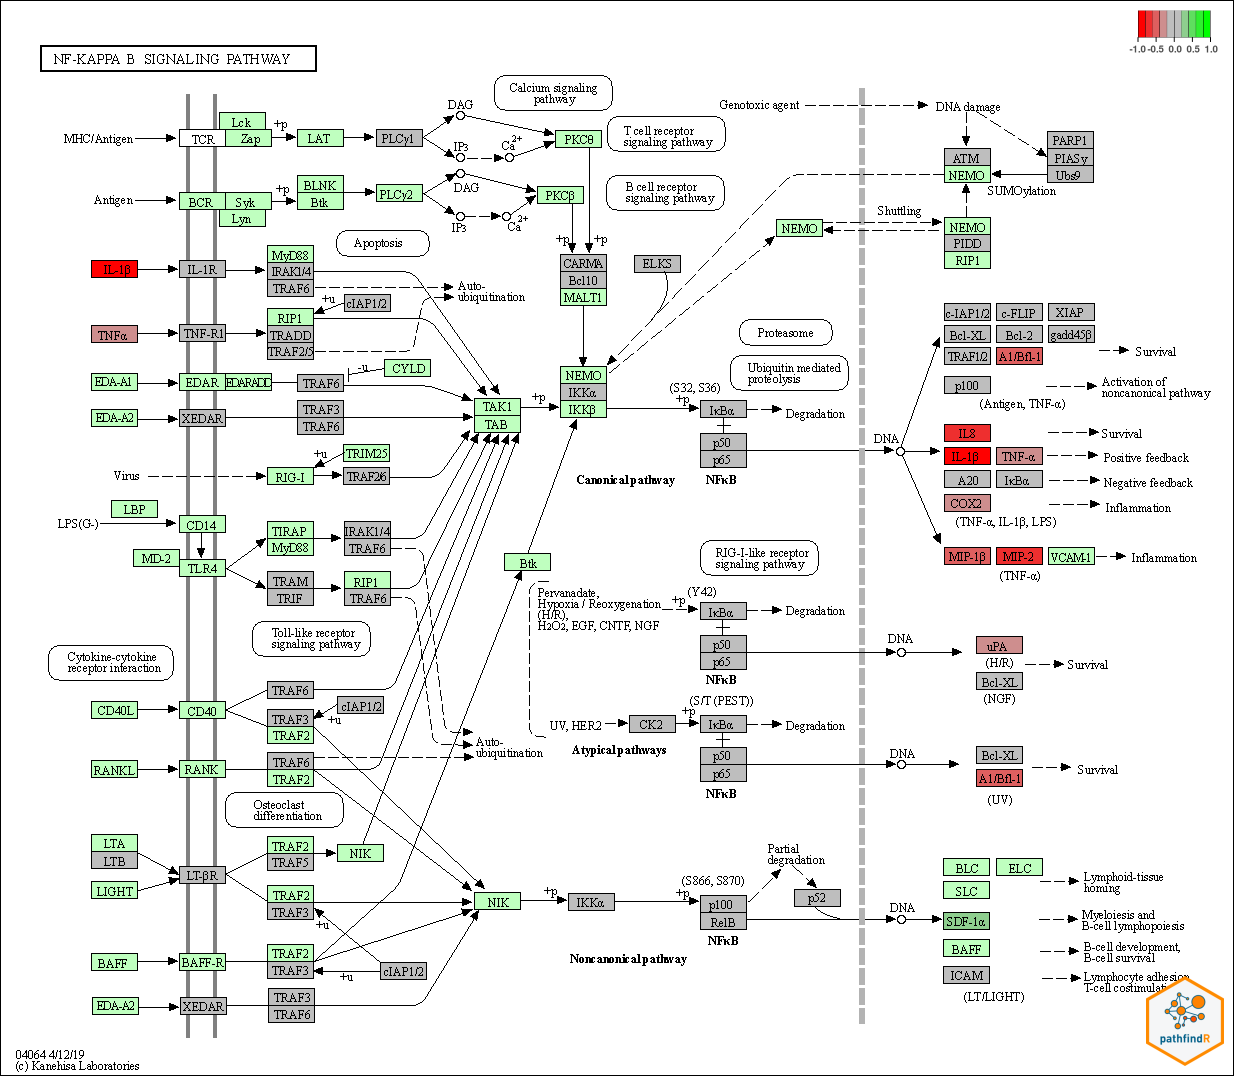 -1.0 -0.5 0.0 0.5 1.0
NF-KAPPA B SIGNALING PATHWAY
Calcium signaling
pathway
DAG
Genotoxic agent
DNA damage
Lck
+p
MHC/Antigen
TCR
Zap
LAT
PLCγ1
PKCθ
T cell receptor
signaling pathway
IP3
Ca
2+
ATM
NEMO
PARP1
PIASy
Ubs9
SUMOylation
BLNK
+p
Antigen
BCR
Syk
Btk
Lyn
PLCγ2
DAG
PKCβ
B cell receptor
signaling pathway
IP3
Ca
2+
Shuttling
NEMO
NEMO
PIDD
RIP1
Apoptosis
+p
+p
MyD88
IL-1β
IL-1R
IRAK1/4
TRAF6
Auto-
ubiquitination
CARMA
Bcl10
MALT1
ELKS
+u
cIAP1/2
RIP1
TNFα
TNF-R1
TRADD
TRAF2/5
Proteasome
c-IAP1/2
c-FLIP
XIAP
Bcl-XL
Bcl-2
gadd45β
TRAF1/2
A1/Bfl-1
Survival
-u
CYLD
EDA-A1
EDAR
EDARADD
TRAF6
NEMO
IKKα
IKKβ
Ubiquitin mediated
proteolysis
p100
Activation of
noncanonical pathway
(Antigen, TNF-α)
EDA-A2
XEDAR
TRAF3
TRAF6
TAK1
TAB
+p
(S32, S36)
+p
IκBα
Degradation
p50
p65
NFκB
DNA
IL8
Survival
IL-1β
TNF-α
Positive feedback
A20
IκBα
Negative feedback
COX2
Inflammation
(TNF-α, IL-1β, LPS)
MIP-1β
MIP-2
VCAM-1
Inflammation
(TNF-α)
Canonical pathway
+u
TRIM25
Virus
RIG-I
TRAF2/6
LBP
LPS(G-)
CD14
MD-2
TLR4
TIRAP
MyD88
IRAK1/4
TRAF6
TRAM
TRIF
RIP1
TRAF6
Btk
RIG-I-like receptor
signaling pathway
Pervanadate,
Hypoxia / Reoxygenation
(H/R),
H2O2, EGF, CNTF, NGF
+p
(Y42)
IκBα
Degradation
p50
p65
NFκB
DNA
uPA
(H/R)
Bcl-XL
(NGF)
Survival
Toll-like receptor
signaling pathway
Cytokine-cytokine
receptor interaction
TRAF6
cIAP1/2
CD40L
CD40
TRAF3
TRAF2
+u
Auto-
ubiquitination
UV, HER2
CK2
+p
(S/T (PEST))
IκBα
Degradation
Atypical pathways
p50
p65
NFκB
DNA
Bcl-XL
A1/Bfl-1
(UV)
Survival
RANKL
RANK
TRAF6
TRAF2
Osteoclast
differentiation
LTA
LTB
LIGHT
LT-βR
TRAF2
TRAF5
NIK
TRAF2
TRAF3
+u
NIK
+p
IKKα
+p
(S866, S870)
p100
RelB
NFκB
Partial
degradation
p52
DNA
BLC
ELC
SLC
Lymphoid-tissue
homing
SDF-1α
Myeloiesis and
B-cell lymphopoiesis
BAFF
B-cell development,
B-cell survival
ICAM
Lymphocyte adhesion
T-cell costimulation
(LT/LIGHT)
Noncanonical pathway
BAFF
BAFF-R
TRAF2
TRAF3
+u
cIAP1/2
EDA-A2
XEDAR
TRAF3
TRAF6
pathfindR
04064 4/12/19
(c) Kanehisa Laboratories